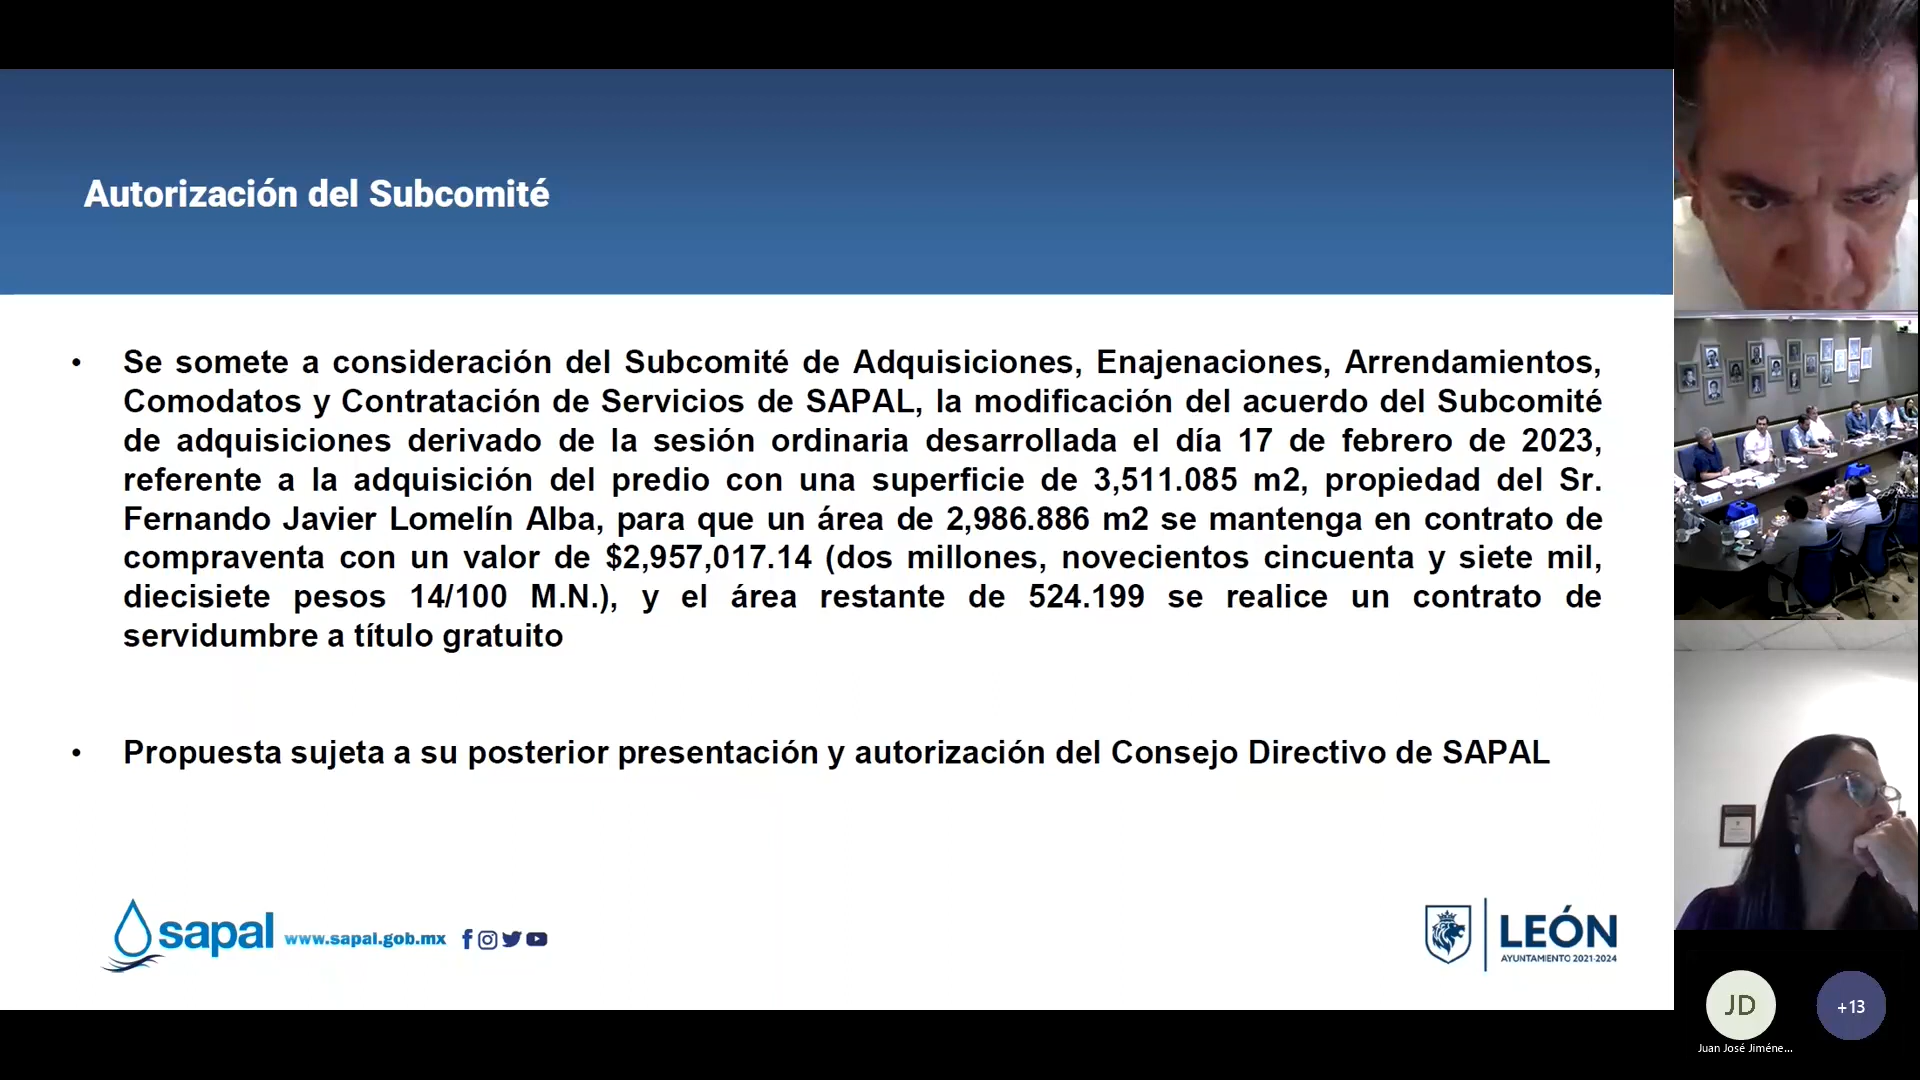 Autorización del Subcomité
• Se somete a consideración del Subcomité de Adquisiciones, Enajenaciones, Arrendamientos,
Comodatos y Contratación de Servicios de SAPAL, la modificación del acuerdo del Subcomité
de adquisiciones derivado de la sesión ordinaria desarrollada el día 17 de febrero de 2023,
referente a la adquisición del predio con una superficie de 3,511.085 m2, propiedad del Sr.
Fernando Javier Lomelín Alba, para que un área de 2,986.886 m2 se mantenga en contrato de
compraventa con un valor de $2,957,017.14 (dos millones, novecientos cincuenta y siete mil,
diecisiete pesos 14/100 M.N.), y el área restante de 524.199 se realice un contrato de
servidumbre a título gratuito
• Propuesta sujeta a su posterior presentación y autorización del Consejo Directivo de SAPAL
sapal www.sapal.gob.mx
LEÓN
AYUNTAMIENTO 2021-2024
JD
+13
Juan José Jiméne...